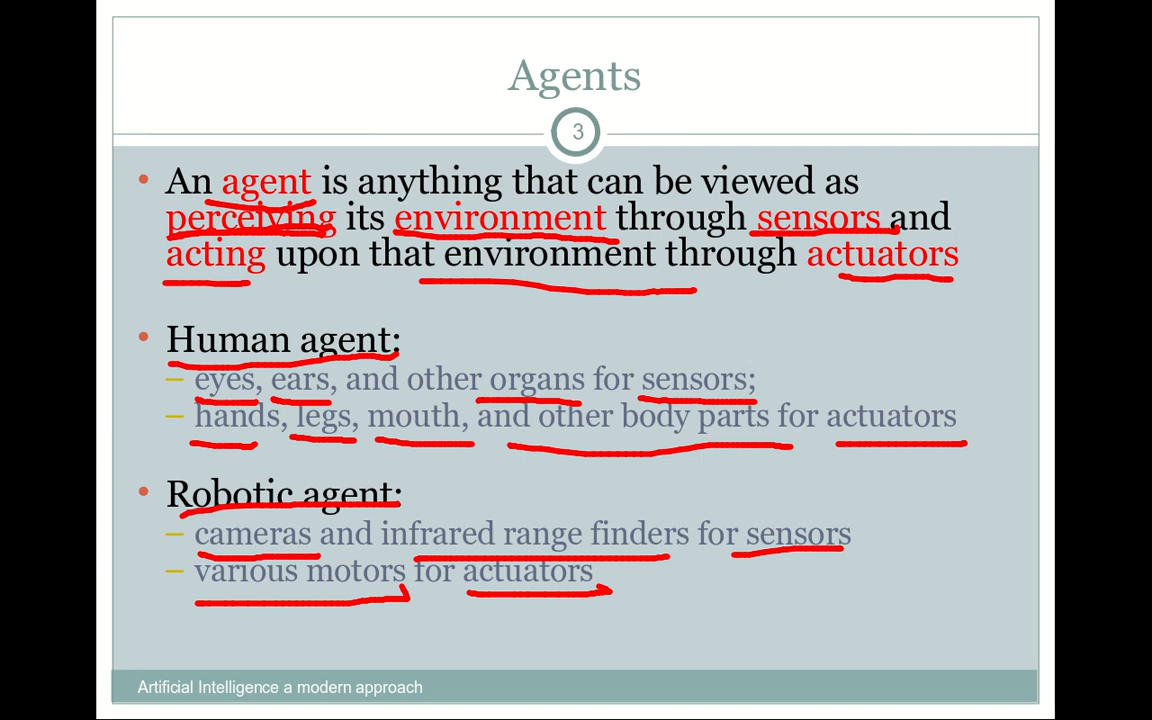 Agents
3
• An agent is anything that can be viewed as
perceiving its environment through sensors and
acting upon that environment through actuators
• Human agent:
– eyes, ears, and other organs for sensors;
– hands, legs, mouth, and other body parts for actuators
• Robotic agent:
– cameras and infrared range finders for sensors
– various motors for actuators
Artificial Intelligence a modern approach